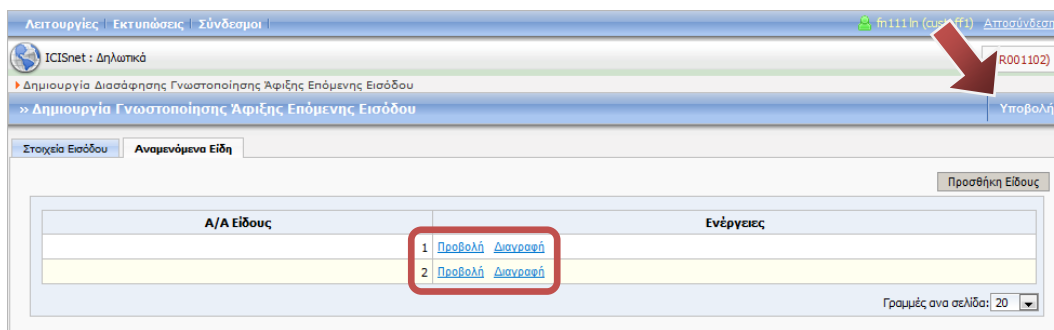 Λειτουργίες Εκτυπώσεις Σύνδεσμοι fn111 ln Αποσύνδεση
ICISnet : Δηλωτικά R001102)
Δημιουργία Διασάφησης Γνωστοποίησης Άφιξης Επόμενης Εισόδου
» Δημιουργία Γνωστοποίησης Άφιξης Επόμενης Εισόδου Υποβολή
Στοιχεία Εισόδου Αναμενόμενα Είδη
Προσθήκη Είδους
Α/Α Είδους Ενέργειες
1 Προβολή Διαγραφή
2 Προβολή Διαγραφή
Γραμμές ανα σελίδα: 20